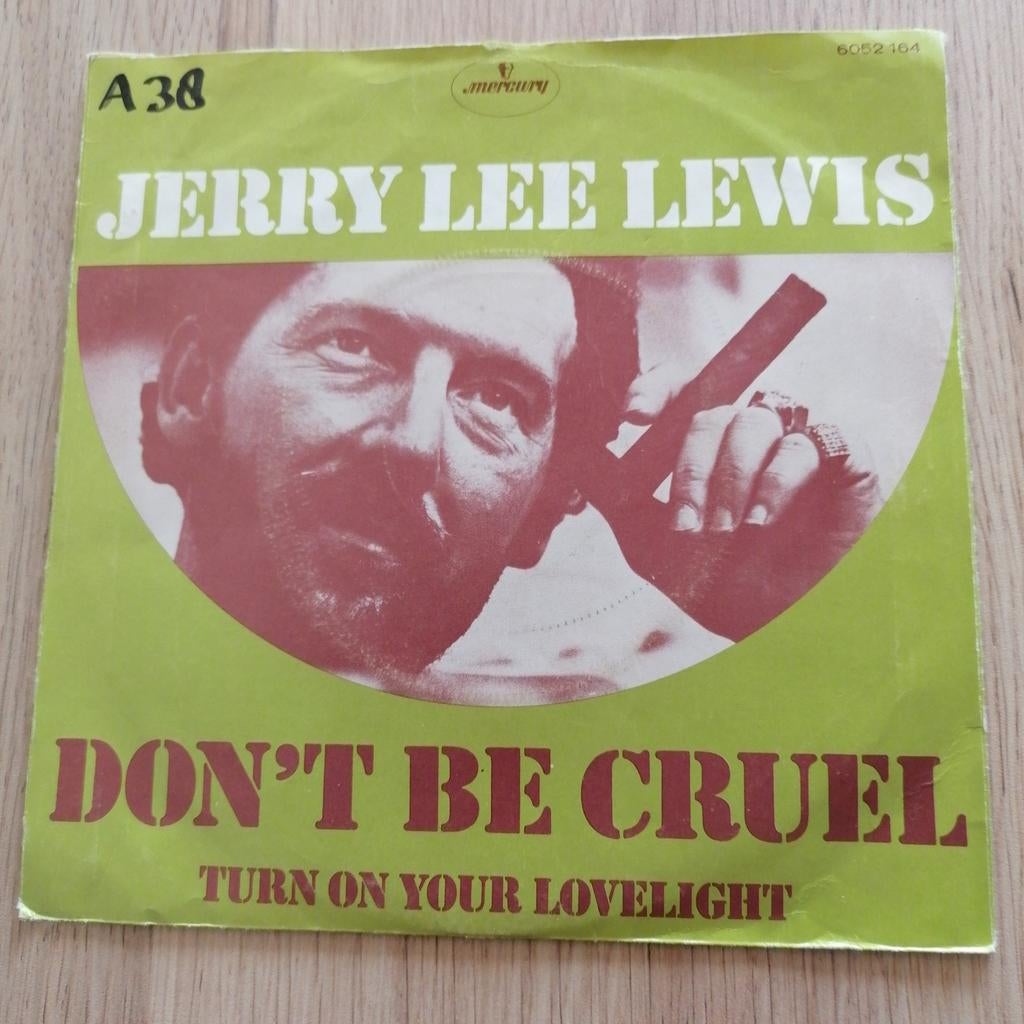 6052 164
A38
mercury
JERRY LEE LEWIS
DON'T BE CRUEL
TURN ON YOUR LOVELIGHT